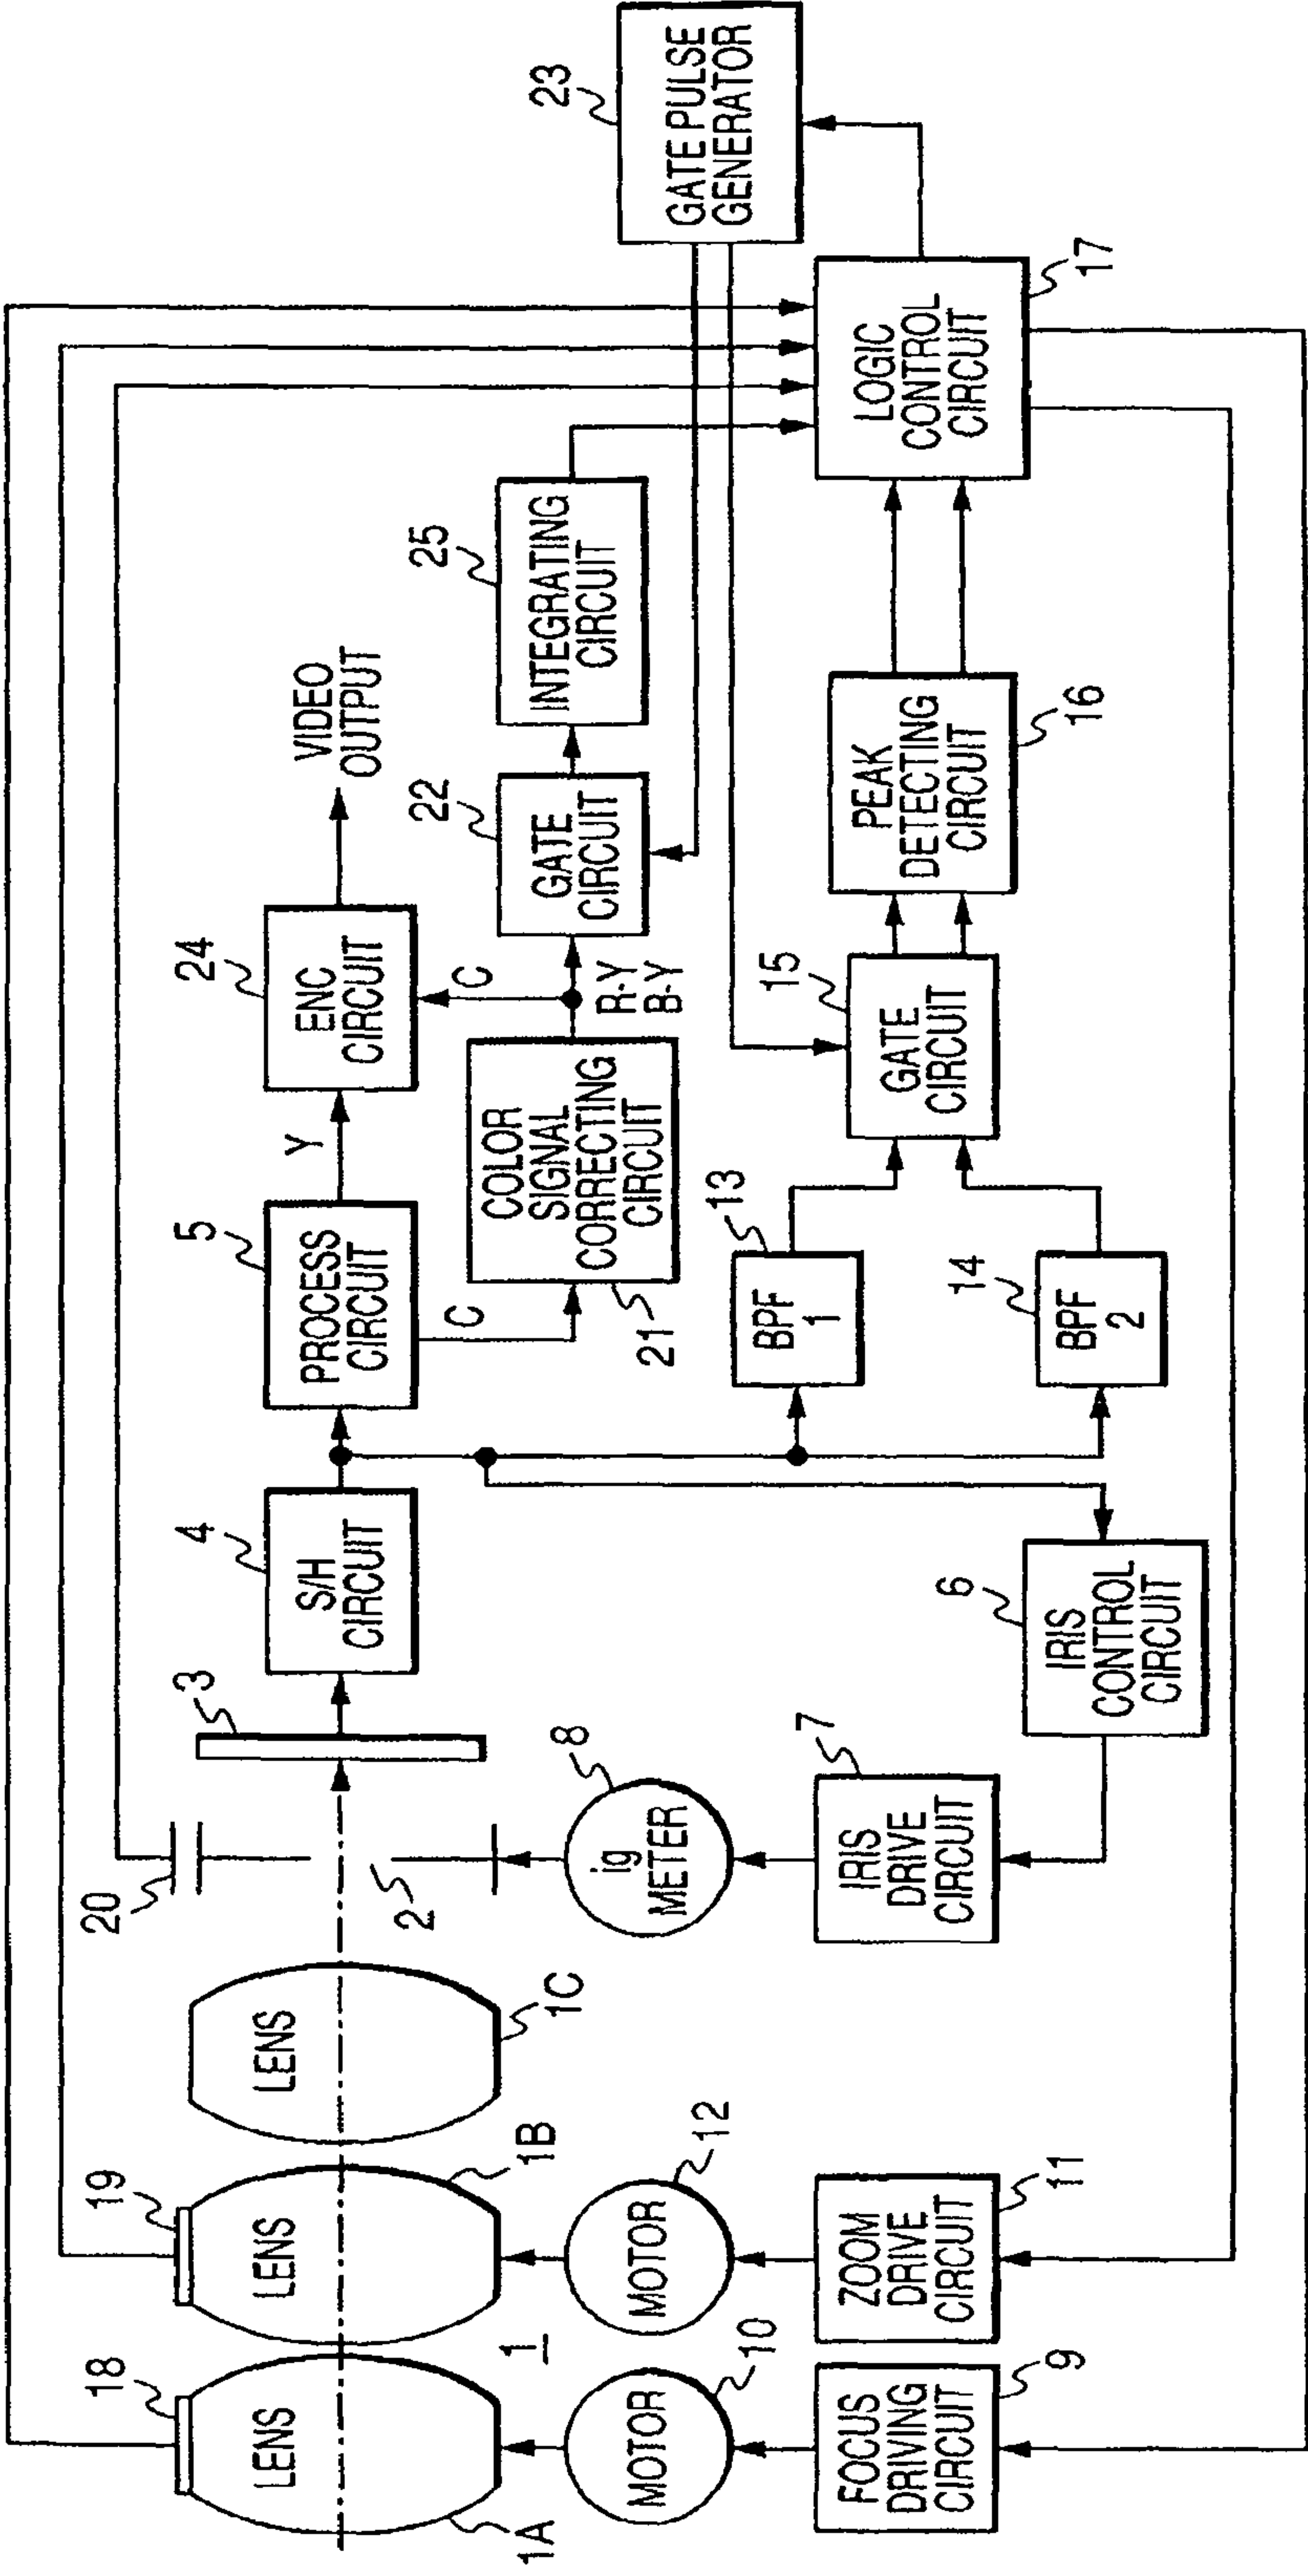 18
19
20
3
4
5
24
VIDEO
OUTPUT
LENS
LENS
LENS
1A
1B
1C
2
1
S/H
CIRCUIT
PROCESS
CIRCUIT
Y
ENC
CIRCUIT
C
C
COLOR
SIGNAL
CORRECTING
CIRCUIT
21
R-Y
B-Y
22
GATE
CIRCUIT
25
INTEGRATING
CIRCUIT
23
GATE PULSE
GENERATOR
MOTOR
10
MOTOR
12
ig
METER
8
FOCUS
DRIVING
CIRCUIT
9
ZOOM
DRIVE
CIRCUIT
11
IRIS
DRIVE
CIRCUIT
7
IRIS
CONTROL
CIRCUIT
6
BPF
1
13
BPF
2
14
GATE
CIRCUIT
15
PEAK
DETECTING
CIRCUIT
16
LOGIC
CONTROL
CIRCUIT
17